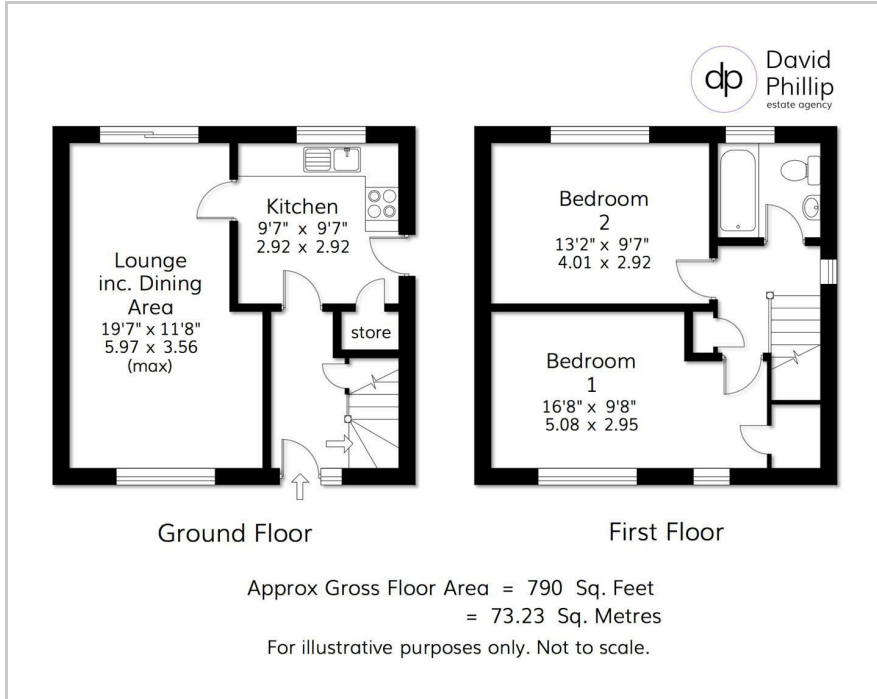 dp
David
Phillip
estate agency
Kitchen
9'7" x 9'7"
2.92 x 2.92
Lounge
inc. Dining
Area
19'7" x 11'8"
5.97 x 3.56
(max)
store
Bedroom
2
13'2" x 9'7"
4.01 x 2.92
Bedroom
1
16'8" x 9'8"
5.08 x 2.95
Ground Floor
First Floor
Approx Gross Floor Area = 790 Sq. Feet
= 73.23 Sq. Metres
For illustrative purposes only. Not to scale.